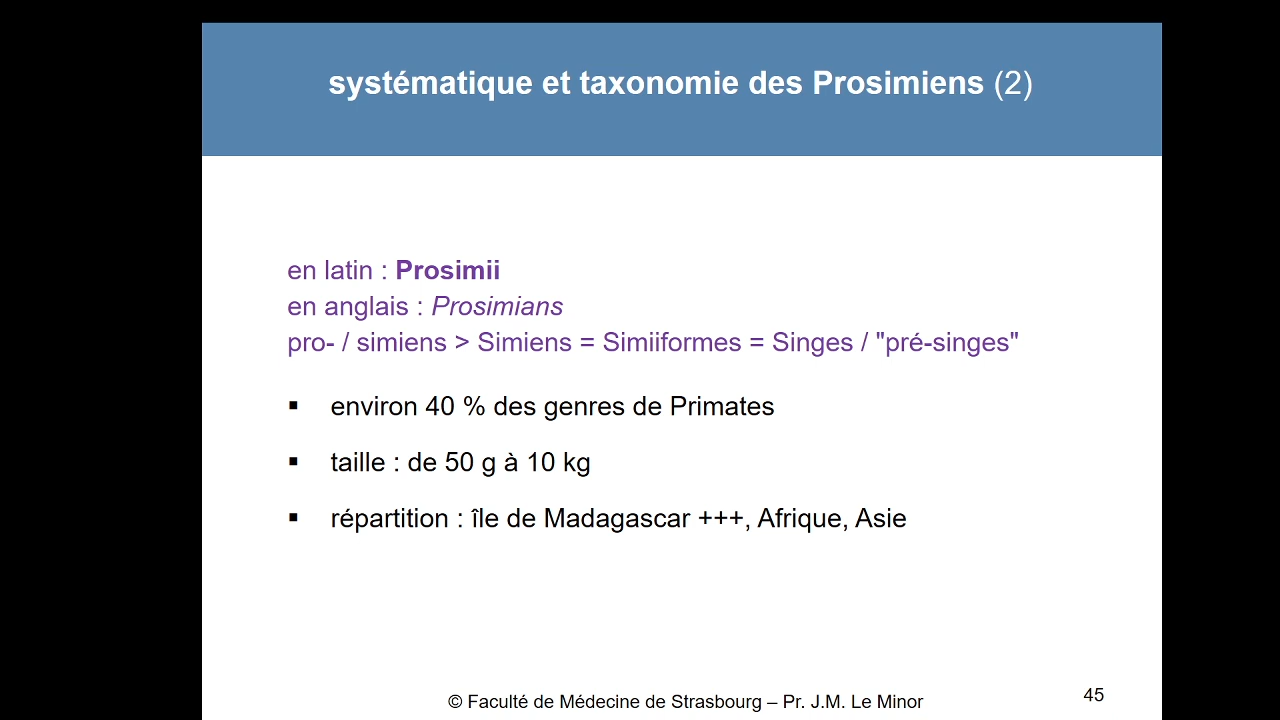 systématique et taxonomie des Prosimiens (2)
en latin : Prosimii
en anglais : Prosimians
pro- / simiens > Simiens = Simiiformes = Singes / "pré-singes"
▪ environ 40 % des genres de Primates
▪ taille : de 50 g à 10 kg
▪ répartition : île de Madagascar +++, Afrique, Asie
© Faculté de Médecine de Strasbourg – Pr. J.M. Le Minor
45